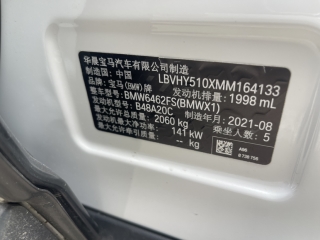 华晨宝马汽车有限公司制造
制造国：中国 LBVHY510XMM164133
品牌：宝马(BMW)牌 发动机排量：1998 mL
整车型号：BMW6462FS(BMWX1)
发动机型号：B48A20C
最大允许总质量：2060 kg 制造年月：2021-08
发动机最大净功率：141 kW 乘坐人数：5
最大允许牵引质量：-- kg